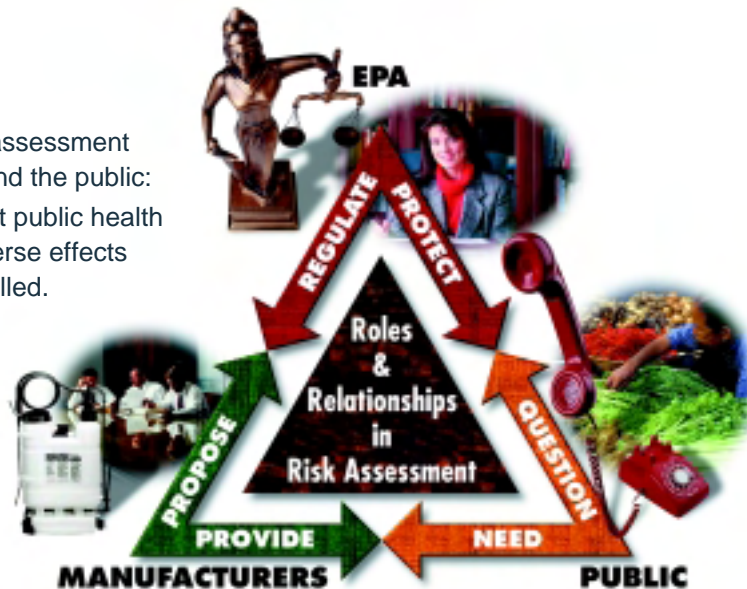 EPA
assessment
nd the public:
t public health
erse effects
lled.
REGULATE
PROTECT
Roles
&
Relationships
in
Risk Assessment
PROPOSE
QUESTION
PROVIDE
NEED
MANUFACTURERS
PUBLIC